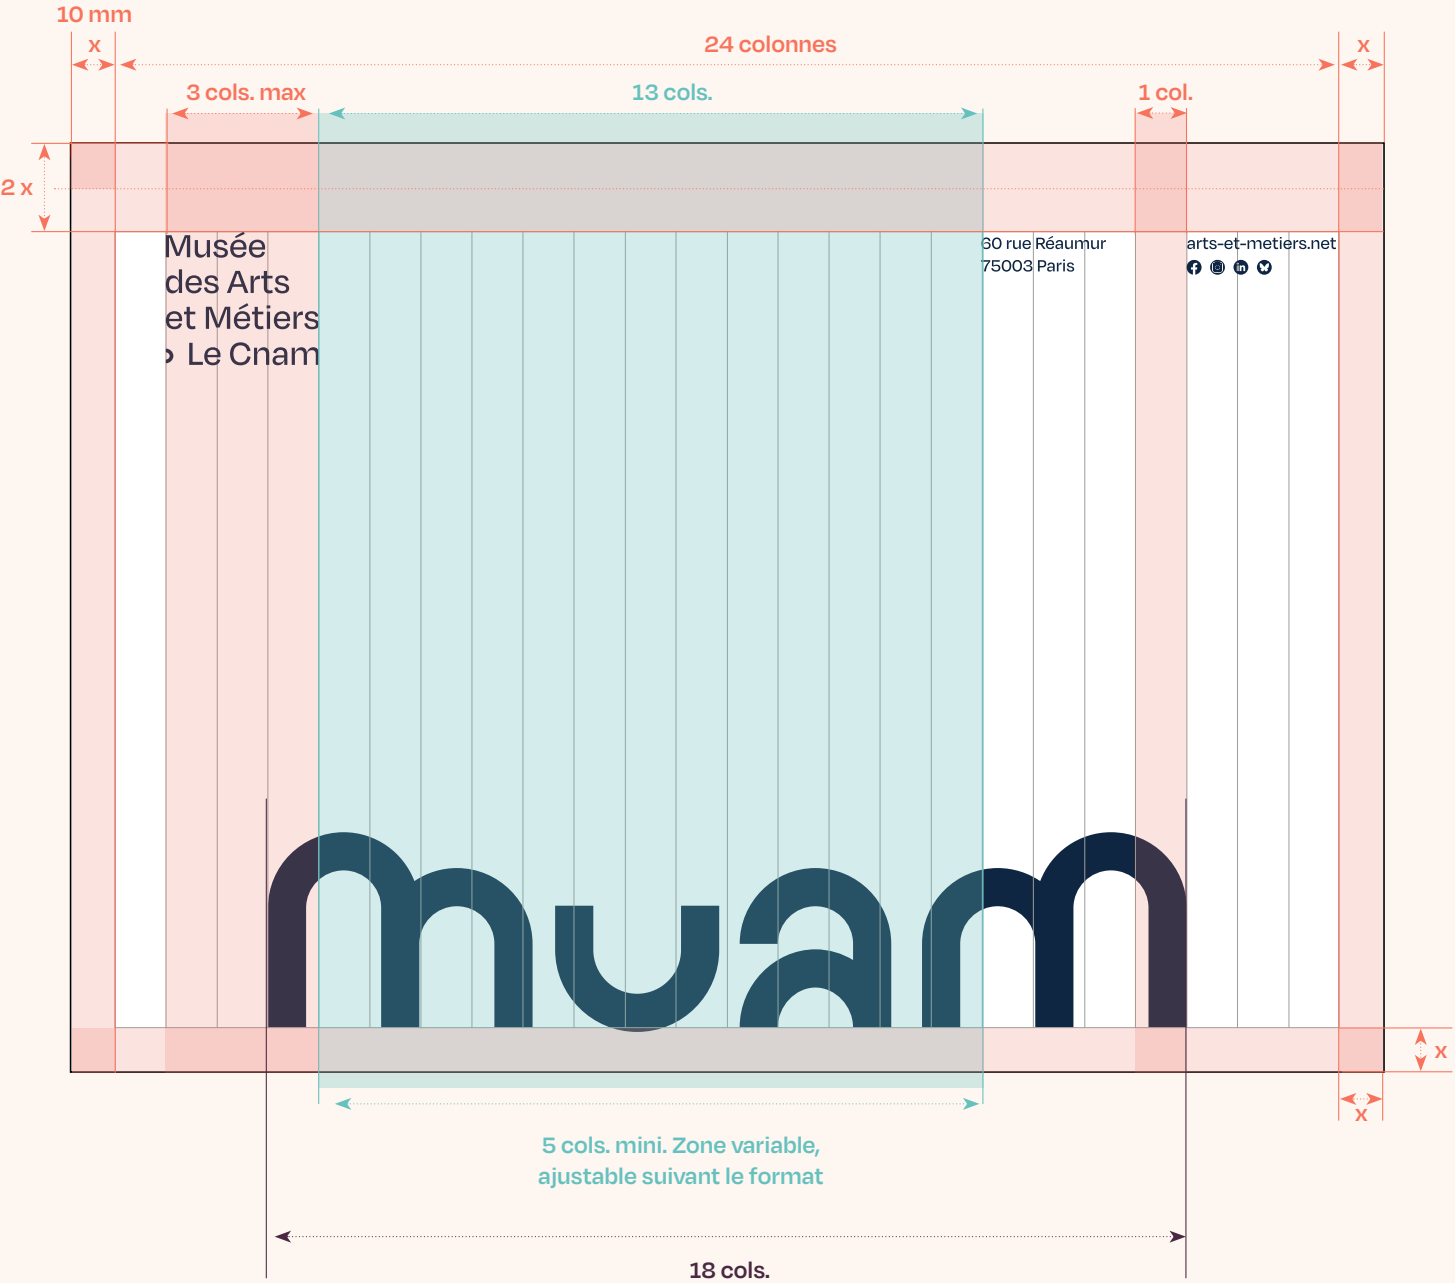 10 mm
x
24 colonnes
x
3 cols. max
13 cols.
1 col.
2 x
Musée
des Arts
et Métiers
Le Cnam
60 rue Réaumur
75003 Paris
arts-et-metiers.net
muam
x
x
5 cols. mini. Zone variable,
ajustable suivant le format
18 cols.